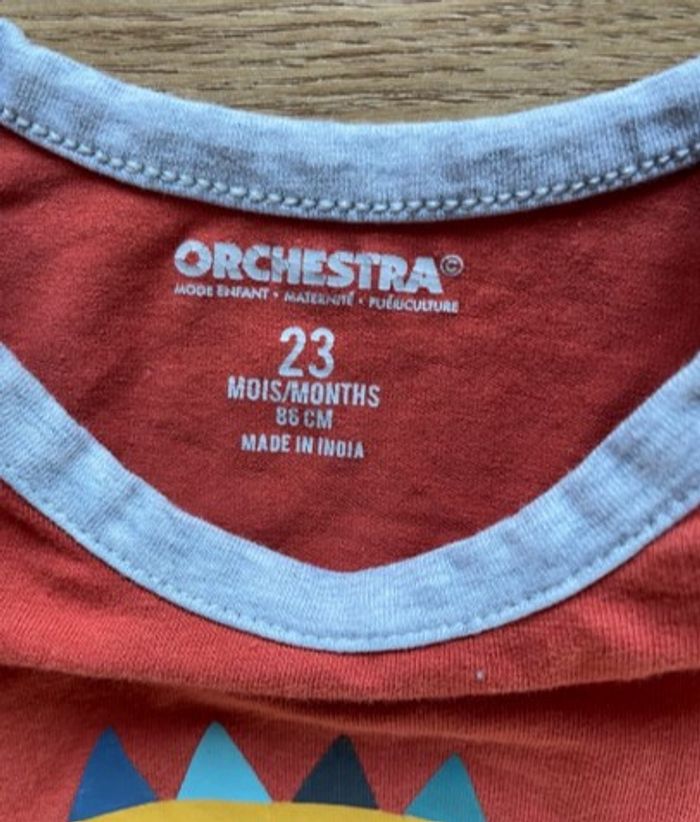 ORCHESTRA©
MODE ENFANT • MATERNITÉ • PUÉRICULTURE
23
MOIS/MONTHS
86 CM
MADE IN INDIA